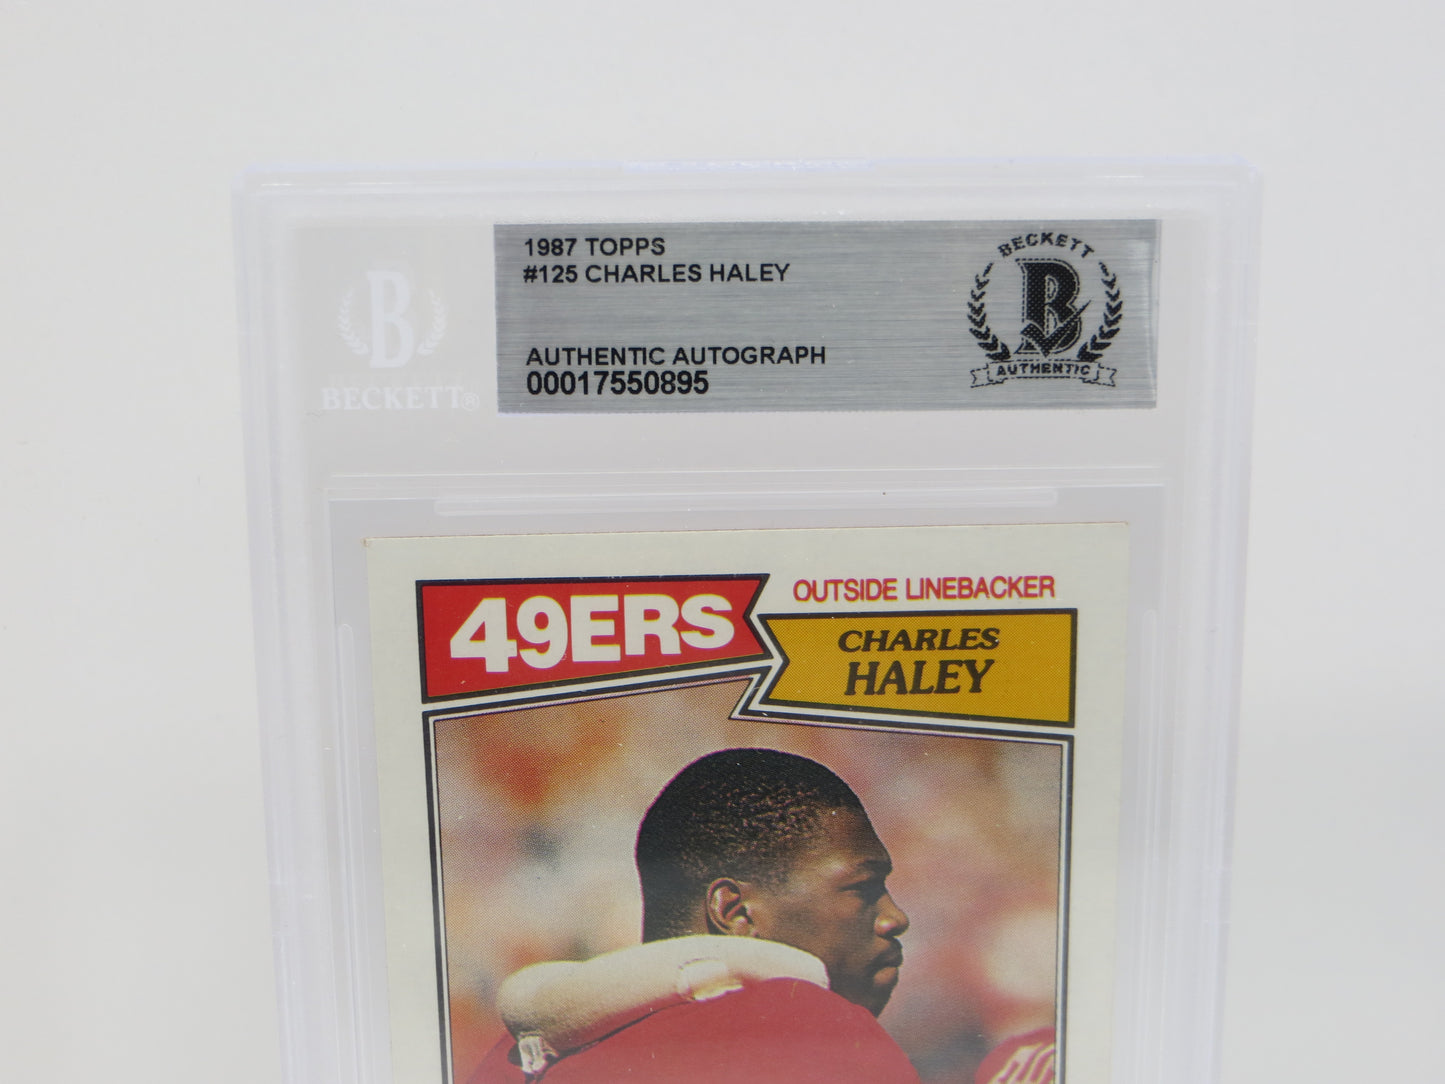 1987 TOPPS
#125 CHARLES HALEY
AUTHENTIC AUTOGRAPH
00017550895
BECKETT
B
AUTHENTIC
B
BECKETT®
49ERS
OUTSIDE LINEBACKER
CHARLES
HALEY